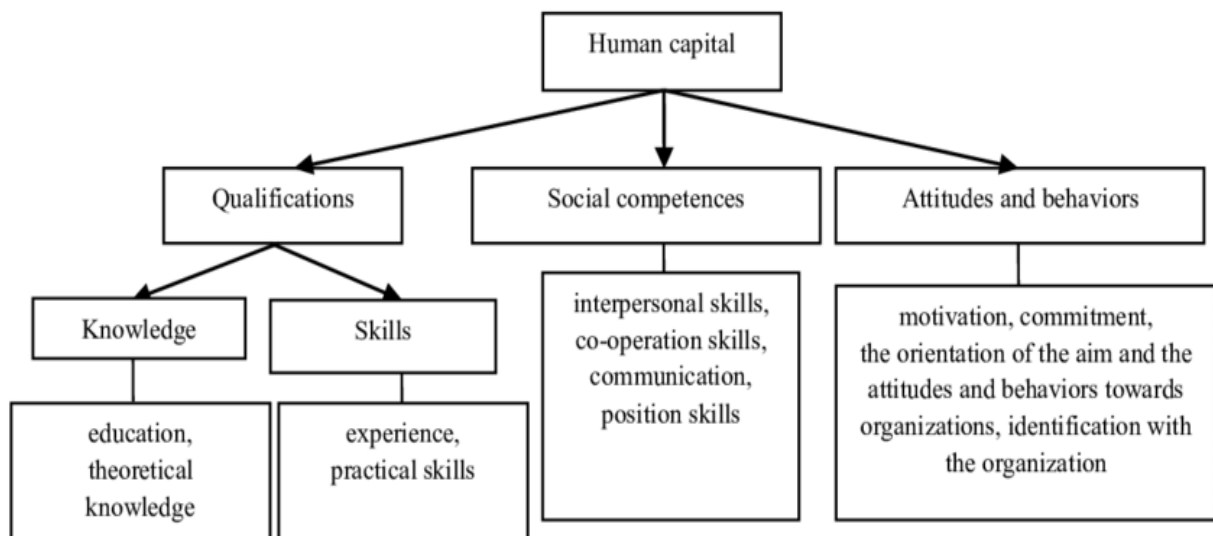 Human capital
Qualifications
Social competences
Attitudes and behaviors
Knowledge
Skills
education,
theoretical
knowledge
experience,
practical skills
interpersonal skills,
co-operation skills,
communication,
position skills
motivation, commitment,
the orientation of the aim and the
attitudes and behaviors towards
organizations, identification with
the organization